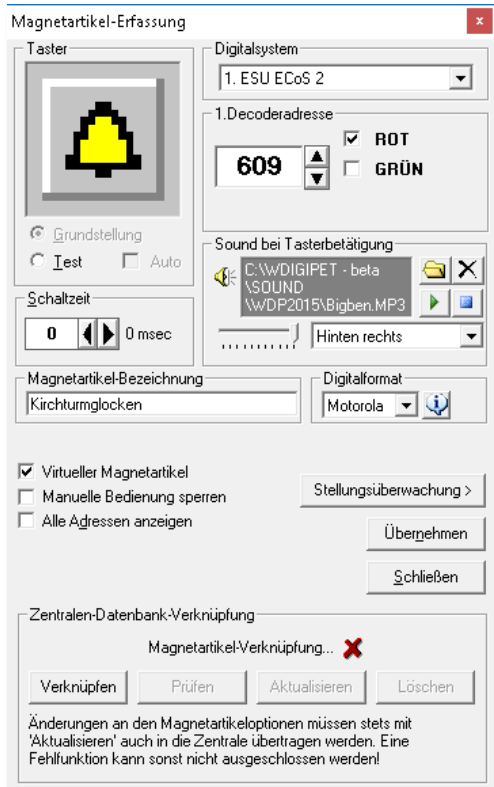 Magnetartikel-Erfassung
x
Taster
Digitalsystem
1. ESU ECoS 2
1.Decoderadresse
609
ROT
GRÜN
Grundstellung
Test
Auto
Sound bei Tasterbetätigung
C:\WDIGIPET - beta
\SOUND
\WDP2015\Bigben.MP3
Hinten rechts
Schaltzeit
0
0 msec
Magnetartikel-Bezeichnung
Kirchturmglocken
Digitalformat
Motorola
Virtueller Magnetartikel
Manuelle Bedienung sperren
Alle Adressen anzeigen
Stellungsüberwachung >
Übernehmen
Schließen
Zentralen-Datenbank-Verknüpfung
Magnetartikel-Verknüpfung...
Verknüpfen
Prüfen
Aktualisieren
Löschen
Änderungen an den Magnetartikeloptionen müssen stets mit
'Aktualisieren' auch in die Zentrale übertragen werden. Eine
Fehlfunktion kann sonst nicht ausgeschlossen werden!